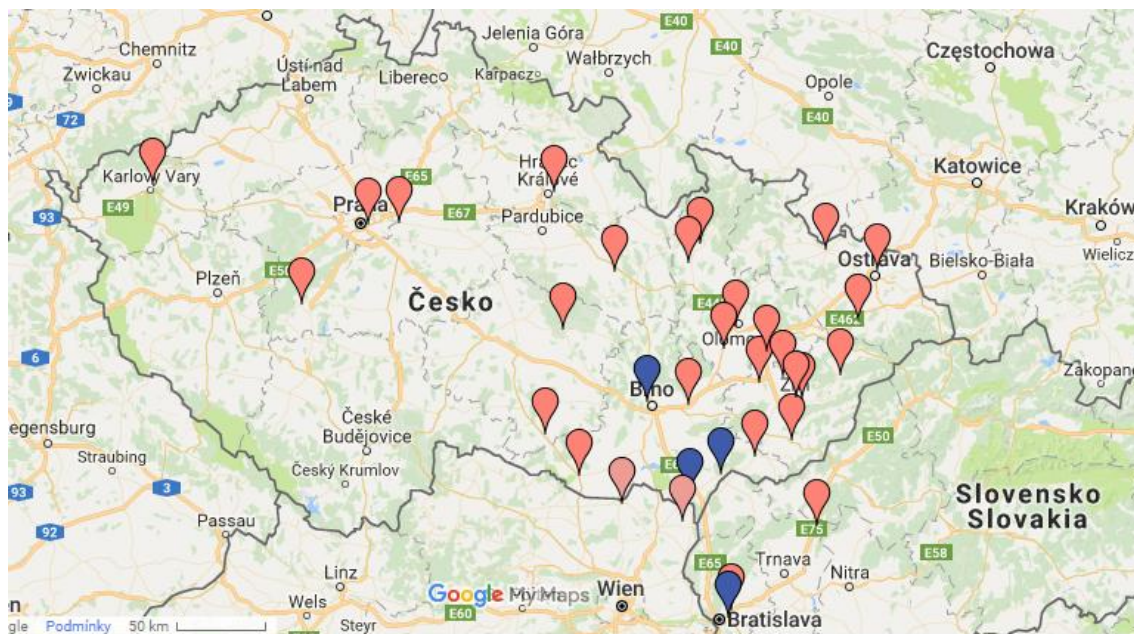 E40
Jelenia Góra
E40
Chemnitz
Częstochowa
Zwickau
Ústí nad
Labem
Liberec
Karpacz
Wałbrzych
Opole
72
E40
Karlovy Vary
E65
Hradec
Králové
Katowice
E49
93
Praha
E67
Pardubice
Kraków
Wielicz
Plzeň
E50
Ostrava
Bielsko-Biała
Česko
E462
Olomouc
6
Brno
Zlín
Zakopane
České
Budějovice
egensburg
E50
Straubing
Český Krumlov
93
3
Slovensko
Slovakia
Passau
E75
92
E58
E65
Trnava
Linz
Nitra
Google My Maps
Wien
Wels
E60
Bratislava
en
gle
Podmínky
50 km
Steyr